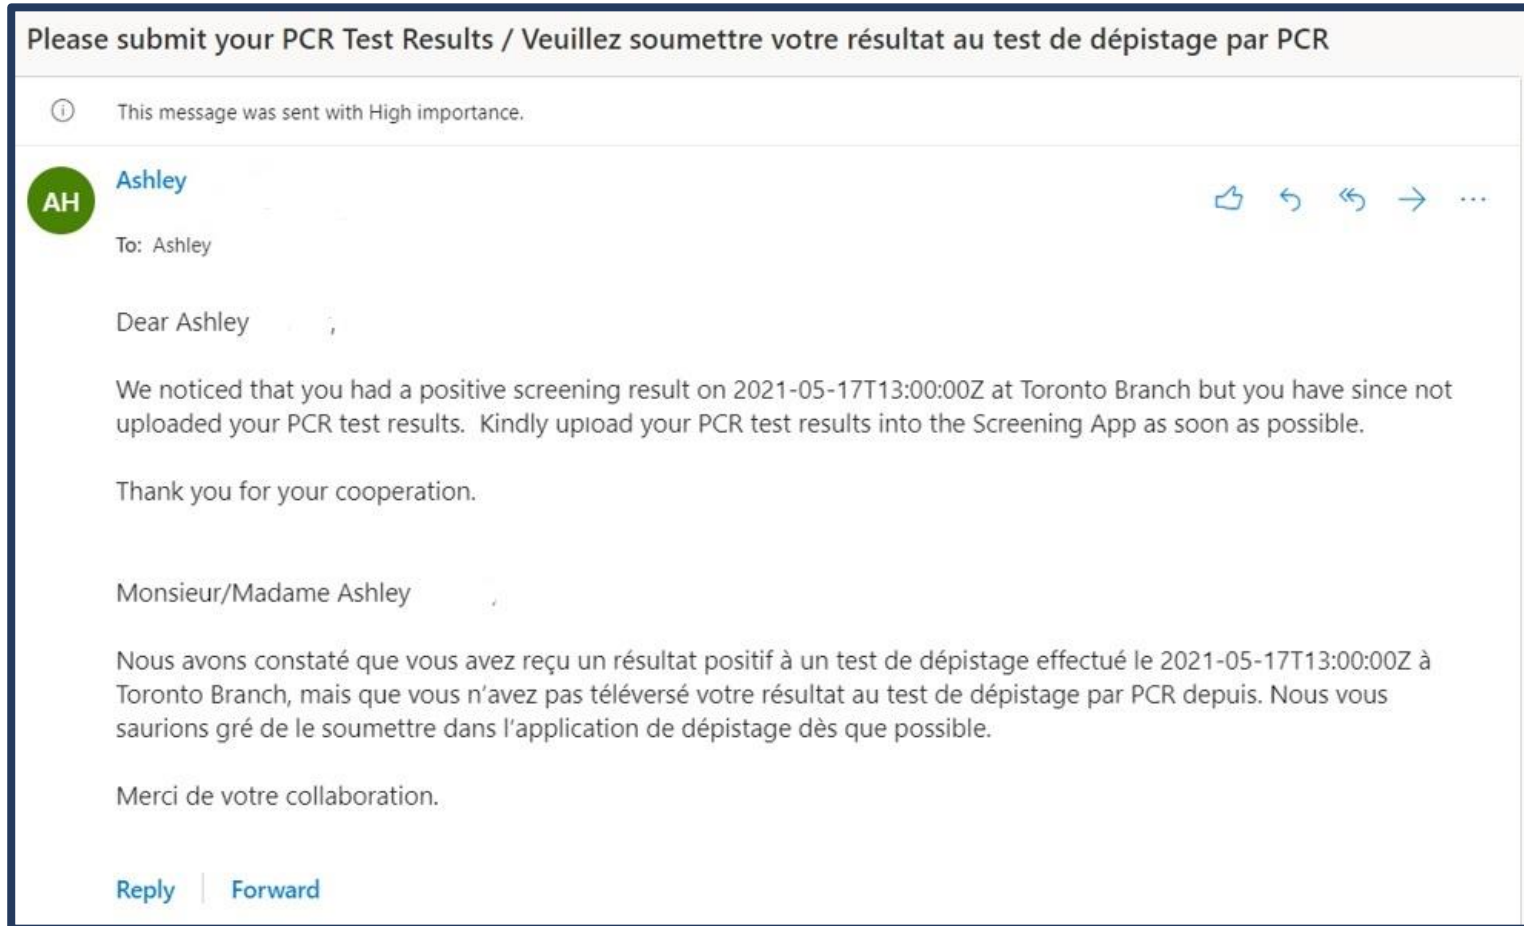 Please submit your PCR Test Results / Veuillez soumettre votre résultat au test de dépistage par PCR
This message was sent with High importance.
AH
Ashley
To: Ashley
Dear Ashley ,
We noticed that you had a positive screening result on 2021-05-17T13:00:00Z at Toronto Branch but you have since not
uploaded your PCR test results. Kindly upload your PCR test results into the Screening App as soon as possible.
Thank you for your cooperation.
Monsieur/Madame Ashley ,
Nous avons constaté que vous avez reçu un résultat positif à un test de dépistage effectué le 2021-05-17T13:00:00Z à
Toronto Branch, mais que vous n'avez pas téléversé votre résultat au test de dépistage par PCR depuis. Nous vous
saurions gré de le soumettre dans l'application de dépistage dès que possible.
Merci de votre collaboration.
Reply
Forward